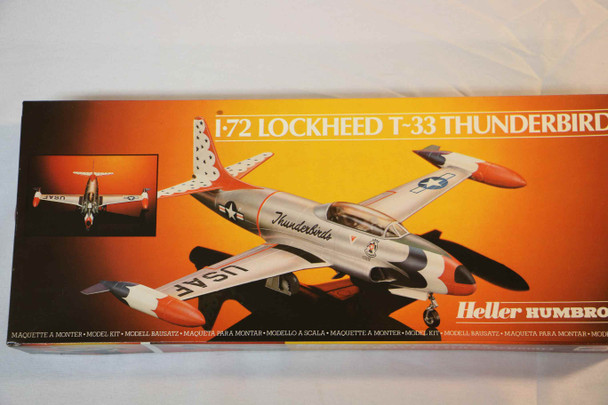 1·72 LOCKHEED T-33 THUNDERBIRD
USAF
Thunderbirds
USAF
Heller HUMBRO
MAQUETTE A MONTER • MODEL KIT • MODELL BAUSATZ • MAQUETA PARA MONTAR • MODELLO A SCALA • MAQUETTE A MONTER • MODEL KIT • MODELL BAUSATZ • MAQUETA PARA MONTAR • MODE